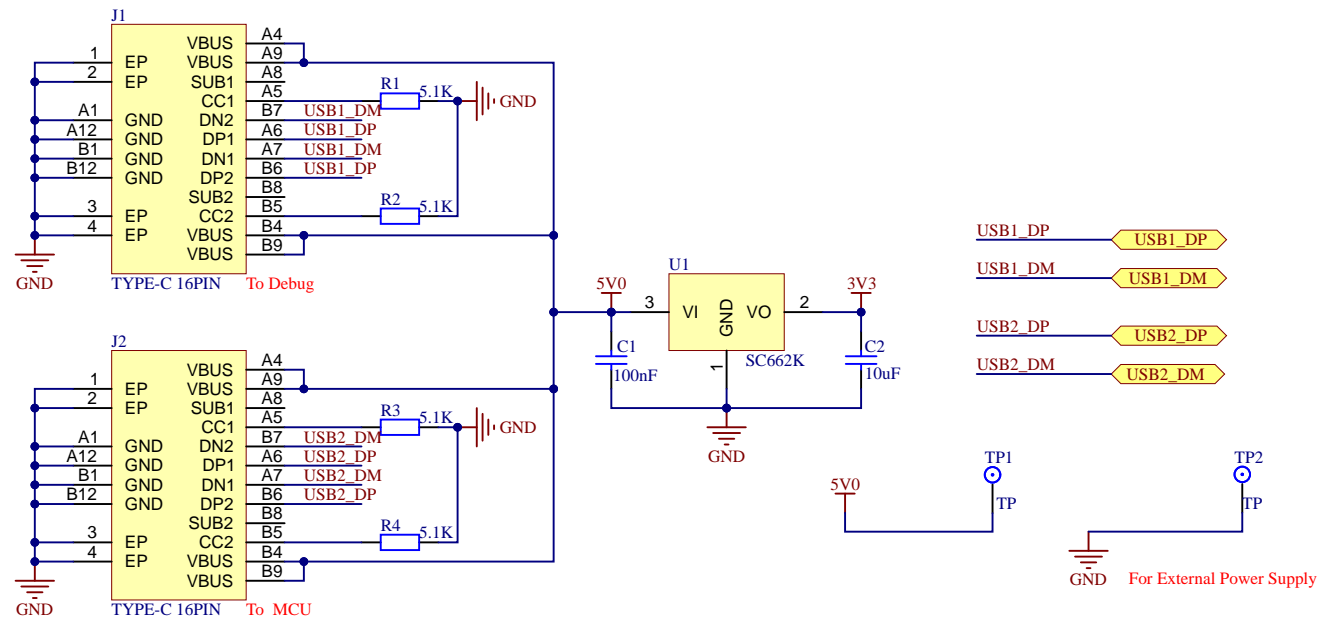 J1
1 EP VBUS A4
2 EP VBUS A9
SUB1 A8
CC1 A5 R1 5.1K GND
A1 GND DN2 B7 USB1_DM
A12 GND DP1 A6 USB1_DP
B1 GND DN1 A7 USB1_DM
B12 GND DP2 B6 USB1_DP
SUB2 B8
3 EP CC2 B5 R2 5.1K
4 EP VBUS B4
VBUS B9
GND TYPE-C 16PIN To Debug
J2
1 EP VBUS A4
2 EP VBUS A9
SUB1 A8
CC1 A5 R3 5.1K GND
A1 GND DN2 B7 USB2_DM
A12 GND DP1 A6 USB2_DP
B1 GND DN1 A7 USB2_DM
B12 GND DP2 B6 USB2_DP
SUB2 B8
3 EP CC2 B5 R4 5.1K
4 EP VBUS B4
VBUS B9
GND TYPE-C 16PIN To MCU
U1
5V0 3 VI GND VO 2 3V3
1 SC662K
C1 100nF
C2 10uF
GND
USB1_DP USB1_DP
USB1_DM USB1_DM
USB2_DP USB2_DP
USB2_DM USB2_DM
5V0 TP1 TP
TP2 TP
GND For External Power Supply